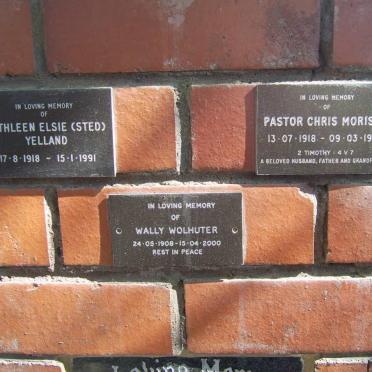 IN LOVING MEMORY
OF
THLEEN ELSIE (STED)
YELLAND
17-8-1918 - 15-1-1991
IN LOVING MEMORY
OF
PASTOR CHRIS MORIS
13-07-1918 - 09-03-19
2 TIMOTHY 4 V 7
A BELOVED HUSBAND, FATHER AND GRANDF
IN LOVING MEMORY
OF
WALLY WOLHUTER
24-05-1908-15-04-2000
REST IN PEACE